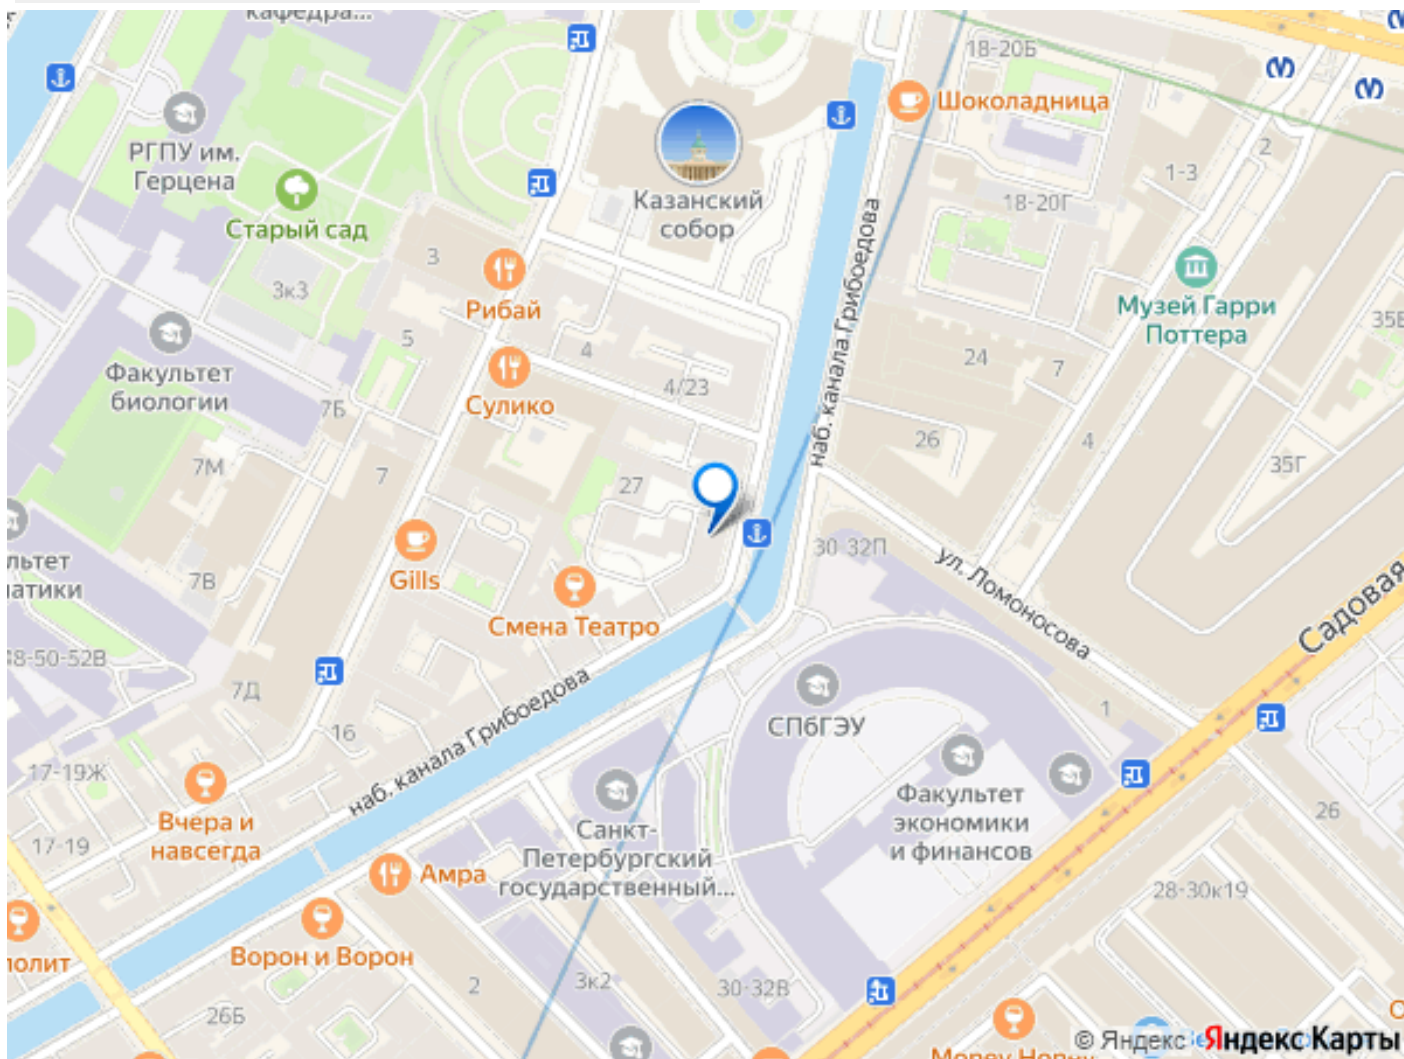 кафедра...
18-20Б
Шоколадница
РГПУ им.
Герцена
2
1-3
Казанский
собор
18-20Г
Старый сад
3
3к3
Рибай
наб. канала Грибоедова
Музей Гарри
Поттера
5
4
24
7
Факультет
биологии
4/23
Сулико
7Б
26
4
35Г
7М
7
27
30-32П
ул. Ломоносова
Садовая
7В
Gills
Смена Театро
48-50-52В
7Д
16
наб. канала Грибоедова
СПбГЭУ
1
17-19Ж
Факультет
экономики
и финансов
26
Вчера и
навсегда
17-19
Санкт-
Петербургский
государственный...
Амра
28-30к19
Ворон и Ворон
2
3к2
30-32В
26Б
© Яндекс Яндекс Карты